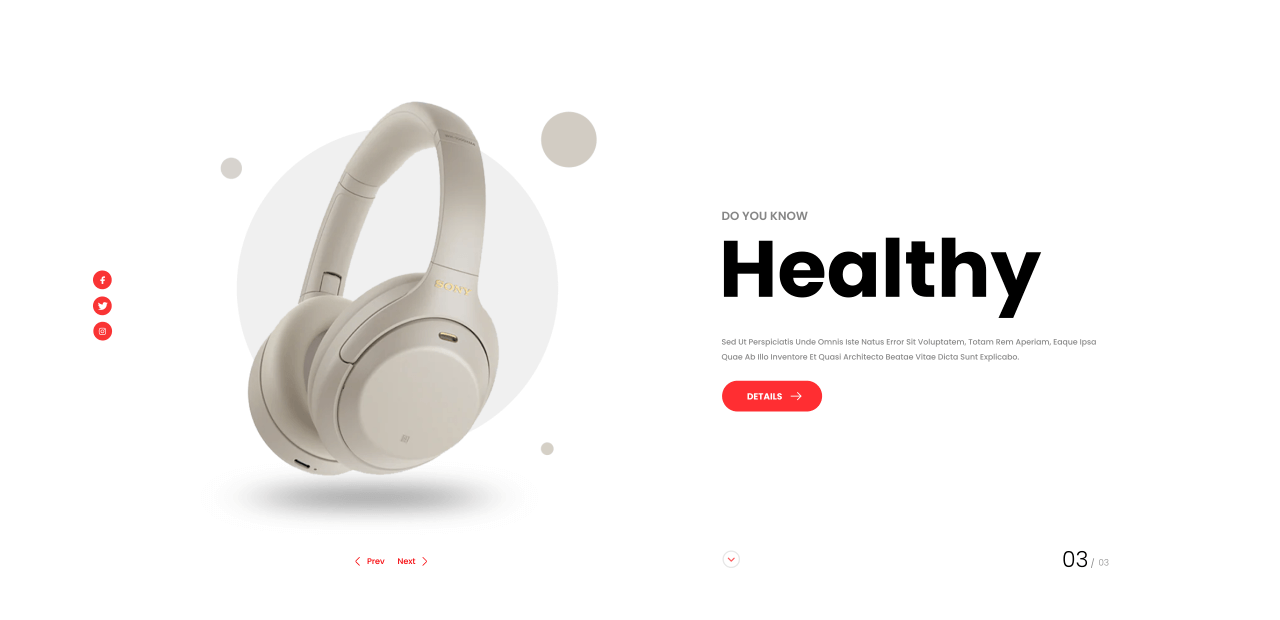 SONY
DO YOU KNOW
Healthy
Sed Ut Perspiciatis Unde Omnis Iste Natus Error Sit Voluptatem, Totam Rem Aperiam, Eaque Ipsa
Quae Ab Illo Inventore Et Quasi Architecto Beatae Vitae Dicta Sunt Explicabo.
DETAILS
Prev Next
03 / 03